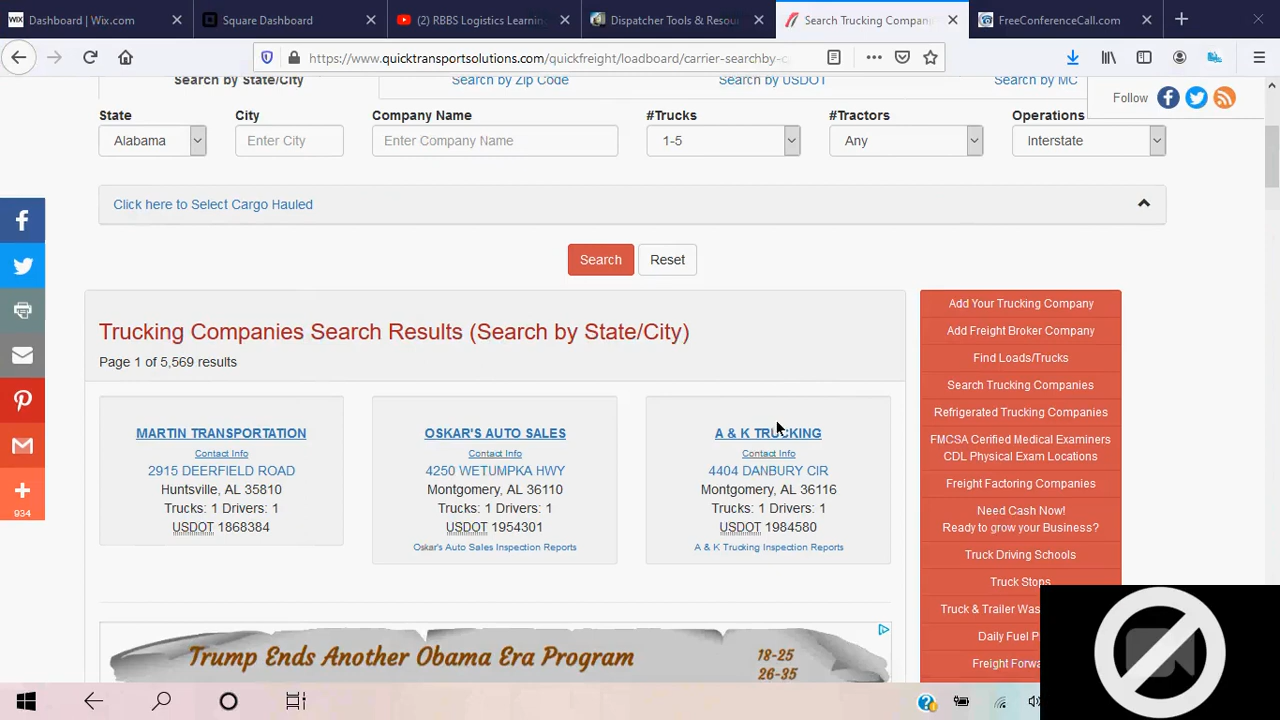 WIX Dashboard | Wix.com
Square Dashboard
(2) RBBS Logistics Learnin
Dispatcher Tools & Resou
Search Trucking Compan
FreeConferenceCall.com
https://www.quicktransportsolutions.com/quickfreight/loadboard/carrier-searchby-c
Search by State/City
Search by Zip Code
Search by USDOT
Search by MC
Follow
State
City
Company Name
#Trucks
#Tractors
Operations
Alabama
Enter City
Enter Company Name
1-5
Any
Interstate
Click here to Select Cargo Hauled
Search
Reset
Trucking Companies Search Results (Search by State/City)
Page 1 of 5,569 results
MARTIN TRANSPORTATION
Contact Info
2915 DEERFIELD ROAD
Huntsville, AL 35810
Trucks: 1 Drivers: 1
USDOT 1868384
OSKAR'S AUTO SALES
Contact Info
4250 WETUMPKA HWY
Montgomery, AL 36110
Trucks: 1 Drivers: 1
USDOT 1954301
Oskar's Auto Sales Inspection Reports
A & K TRUCKING
Contact Info
4404 DANBURY CIR
Montgomery, AL 36116
Trucks: 1 Drivers: 1
USDOT 1984580
A & K Trucking Inspection Reports
Add Your Trucking Company
Add Freight Broker Company
Find Loads/Trucks
Search Trucking Companies
Refrigerated Trucking Companies
FMCSA Cerified Medical Examiners
CDL Physical Exam Locations
Freight Factoring Companies
Need Cash Now!
Ready to grow your Business?
Truck Driving Schools
Truck Stops
Truck & Trailer Was
Daily Fuel P
Freight Forwa
934
Trump Ends Another Obama Era Program
18-25
26-35